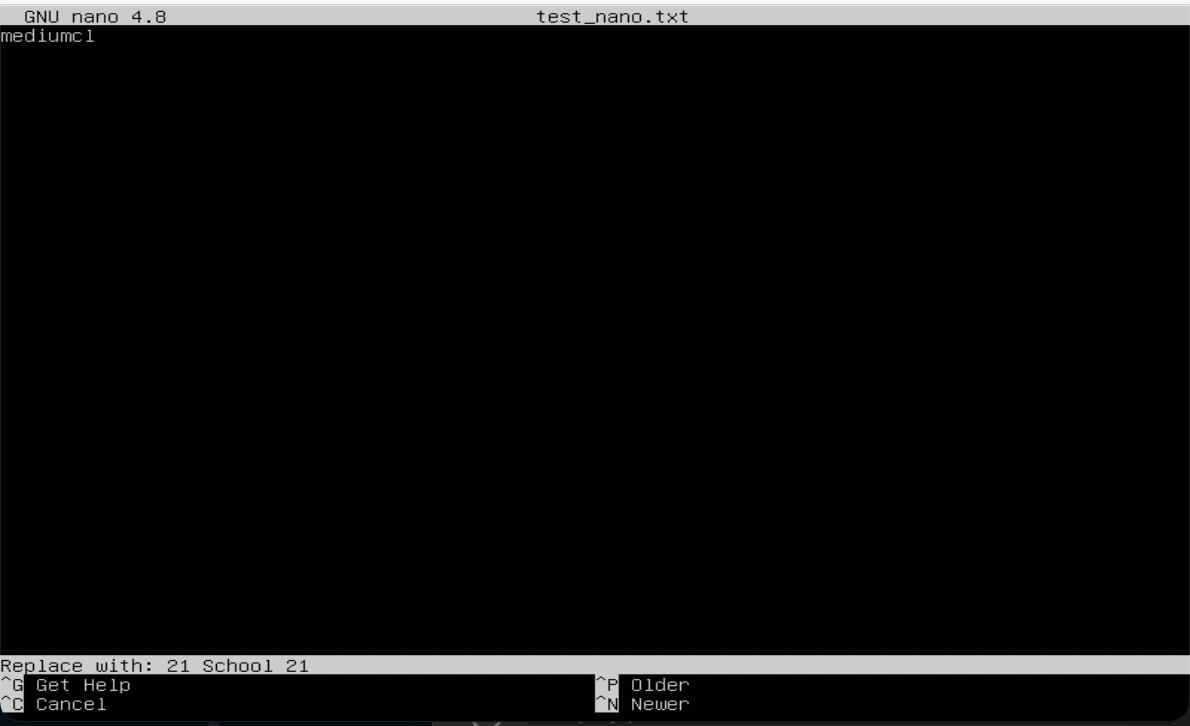 GNU nano 4.8 test_nano.txt
mediumcl
Replace with: 21 School 21
^G Get Help ^P Older
^C Cancel ^N Newer